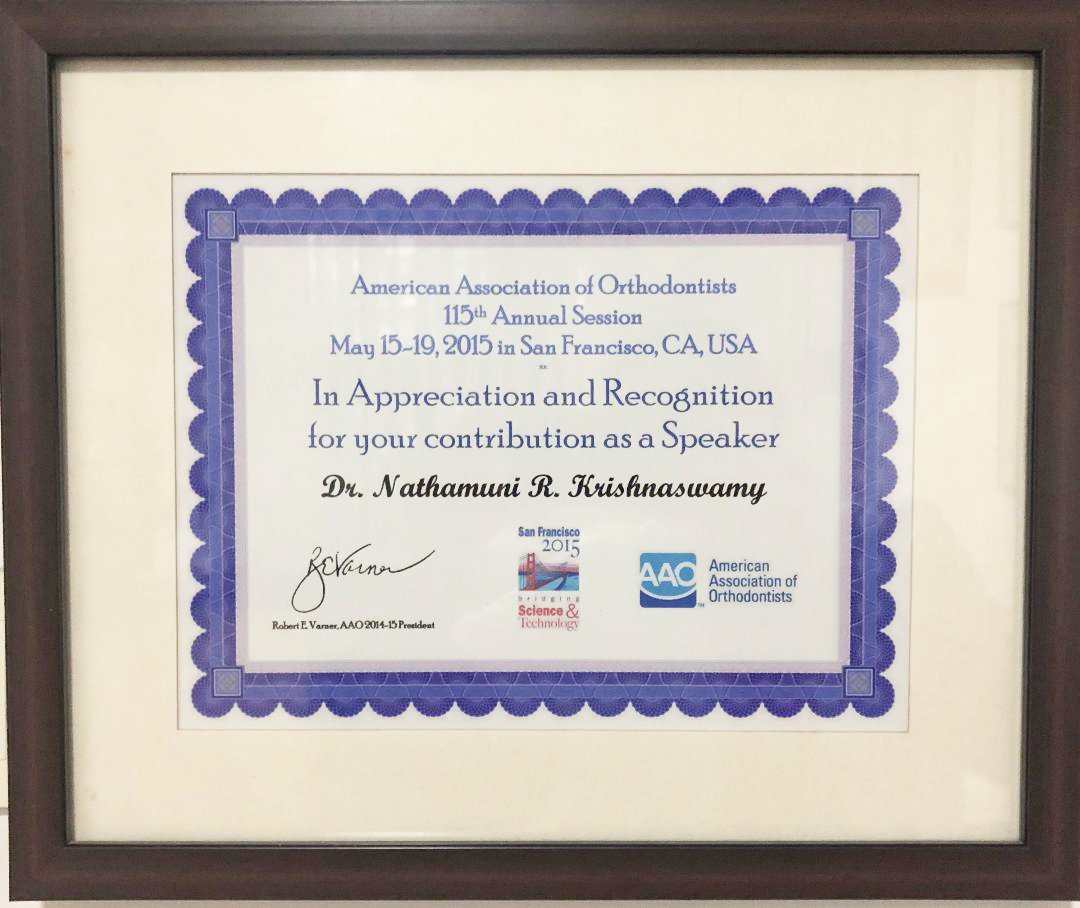 American Association of Orthodontists
115th Annual Session
May 15-19, 2015 in San Francisco, CA, USA
In Appreciation and Recognition
for your contribution as a Speaker
Dr. Nathamuni R. Krishnaswamy
San Francisco
2015
bridging
Science &
Technology
AAO
TM
American
Association of
Orthodontists
R E Varner
Robert E. Varner, AAO 2014-15 President